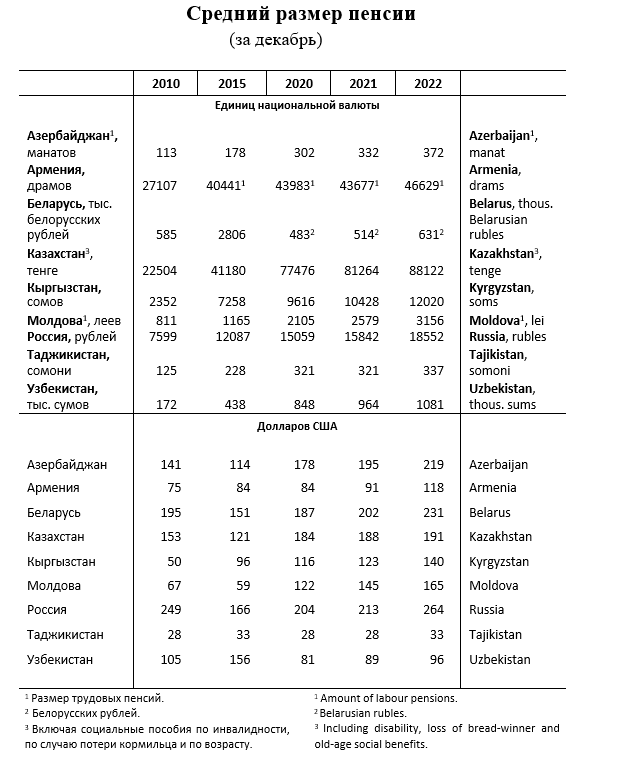 Средний размер пенсии
(за декабрь)
2010 2015 2020 2021 2022
Единиц национальной валюты
Азербайджан¹, Azerbaijan¹,
манатов 113 178 302 332 372 manat
Армения, Armenia,
драмов 27107 40441¹ 43983¹ 43677¹ 46629¹ drams
Беларусь, тыс. Belarus, thous.
белорусских Belarusian
рублей 585 2806 483² 514² 631² rubles
Казахстан³, Kazakhstan³,
тенге 22504 41180 77476 81264 88122 tenge
Кыргызстан, Kyrgyzstan,
сомов 2352 7258 9616 10428 12020 soms
Молдова¹, леев 811 1165 2105 2579 3156 Moldova¹, lei
Россия, рублей 7599 12087 15059 15842 18552 Russia, rubles
Таджикистан, Tajikistan,
сомони 125 228 321 321 337 somoni
Узбекистан, Uzbekistan,
тыс. сумов 172 438 848 964 1081 thous. sums
Долларов США
Азербайджан 141 114 178 195 219 Azerbaijan
Армения 75 84 84 91 118 Armenia
Беларусь 195 151 187 202 231 Belarus
Казахстан 153 121 184 188 191 Kazakhstan
Кыргызстан 50 96 116 123 140 Kyrgyzstan
Молдова 67 59 122 145 165 Moldova
Россия 249 166 204 213 264 Russia
Таджикистан 28 33 28 28 33 Tajikistan
Узбекистан 105 156 81 89 96 Uzbekistan
¹ Размер трудовых пенсий.
² Белорусских рублей.
³ Включая социальные пособия по инвалидности,
по случаю потери кормильца и по возрасту.
¹ Amount of labour pensions.
² Belarusian rubles.
³ Including disability, loss of bread-winner and
old-age social benefits.